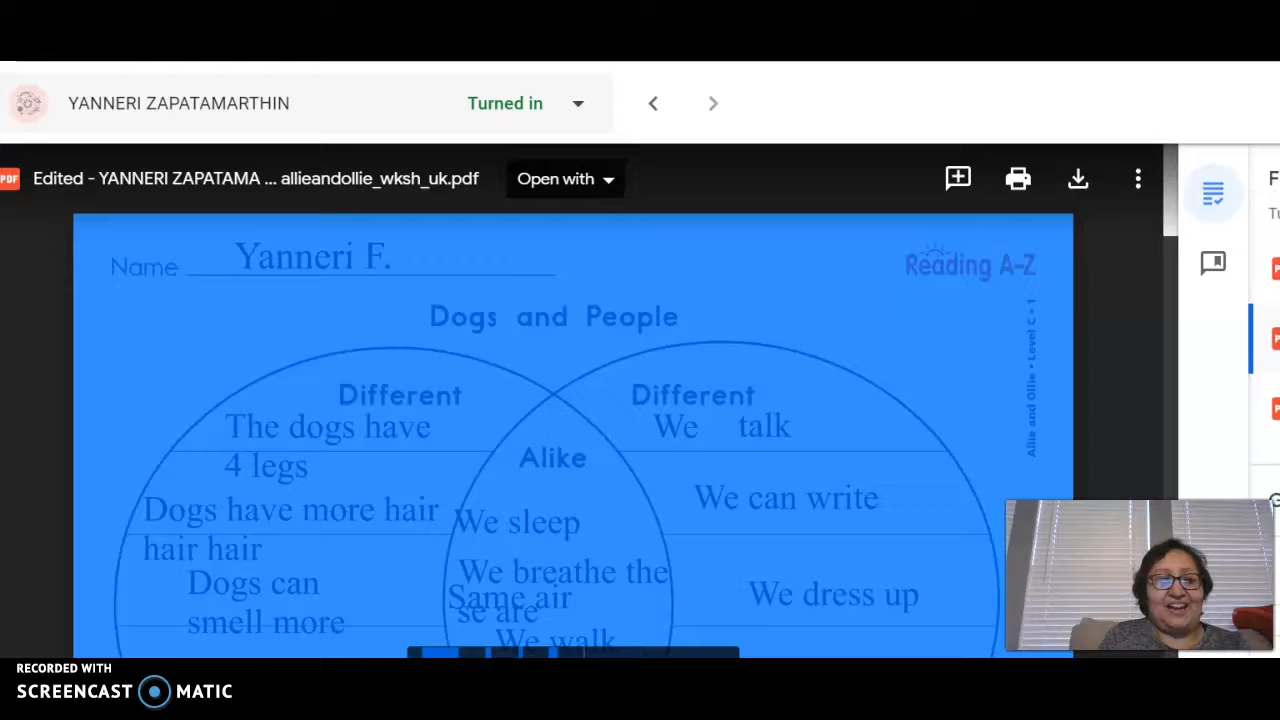 YANNERI ZAPATAMARTHIN
Turned in
PDF
Edited - YANNERI ZAPATAMA ... allieandollie_wksh_uk.pdf
Open with
Name Yanneri F.
Reading A-Z
Dogs and People
Allie and Ollie • Level C • 1
Different
The dogs have
4 legs
Dogs have more hair
hair hair
Dogs can
smell more
Alike
We sleep
We breathe the
Same air
se are
We walk
Different
We talk
We can write
We dress up
RECORDED WITH
SCREENCAST MATIC